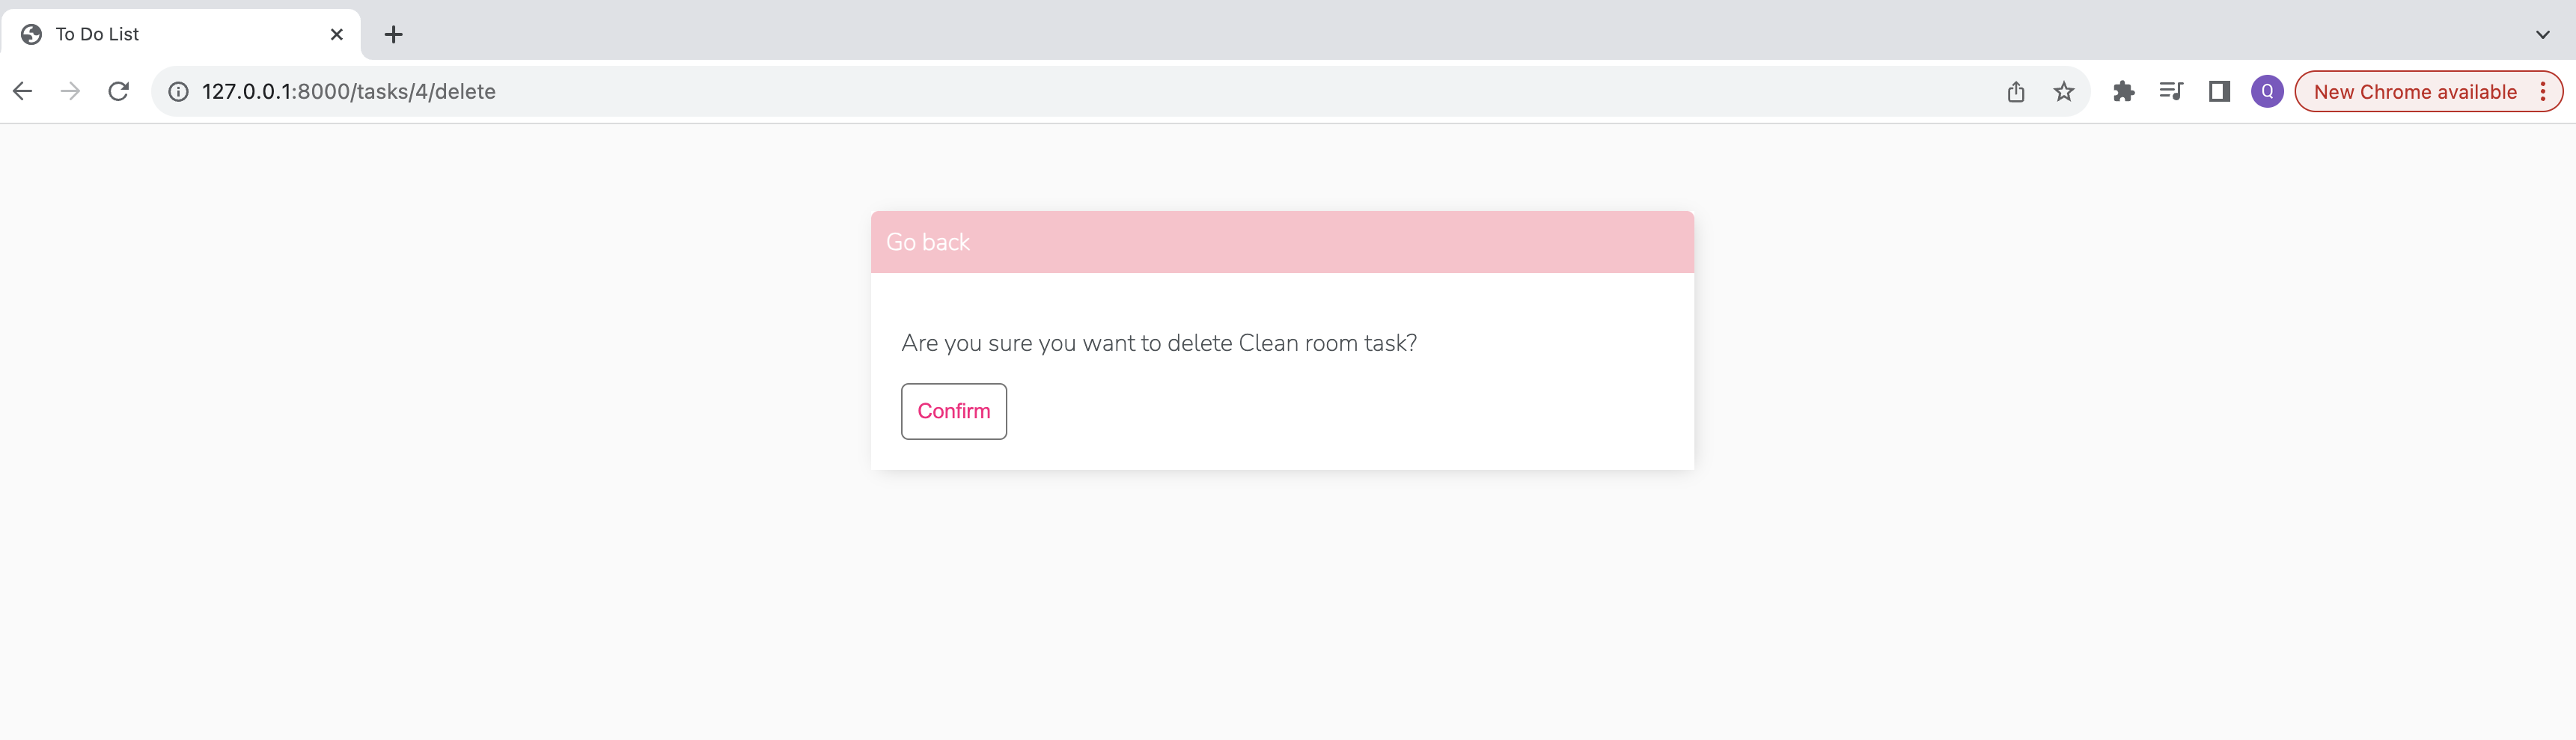 To Do List
127.0.0.1:8000/tasks/4/delete
Q
New Chrome available
Go back
Are you sure you want to delete Clean room task?
Confirm